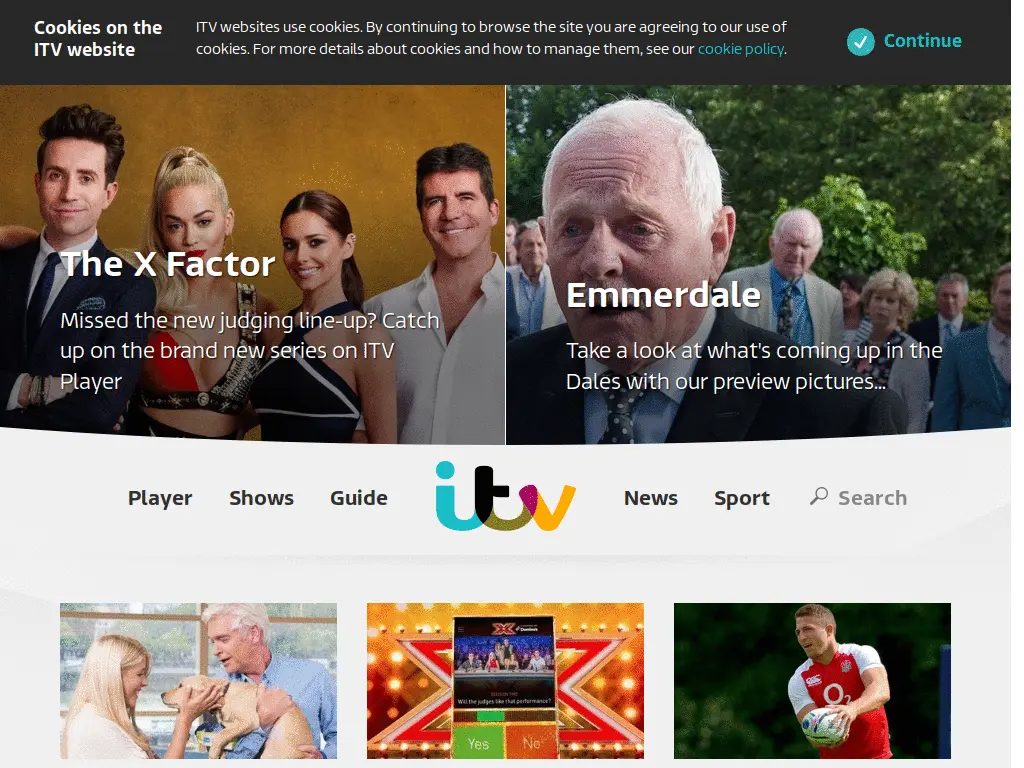 Cookies on the
ITV website
ITV websites use cookies. By continuing to browse the site you are agreeing to our use of
cookies. For more details about cookies and how to manage them, see our cookie policy.
Continue
The X Factor
Missed the new judging line-up? Catch
up on the brand new series on ITV
Player
Emmerdale
Take a look at what's coming up in the
Dales with our preview pictures...
Player
Shows
Guide
itv
News
Sport
Search
X
Domino's
Will the judges like that performance?
Yes
No
CCC
O2